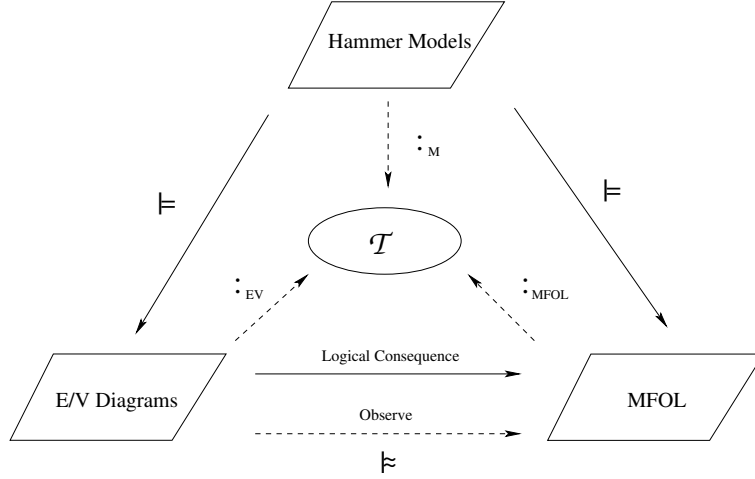 Hammer Models
:M
⊨
⊨
𝒯
:EV
:MFOL
Logical Consequence
E/V Diagrams
MFOL
Observe
|≈